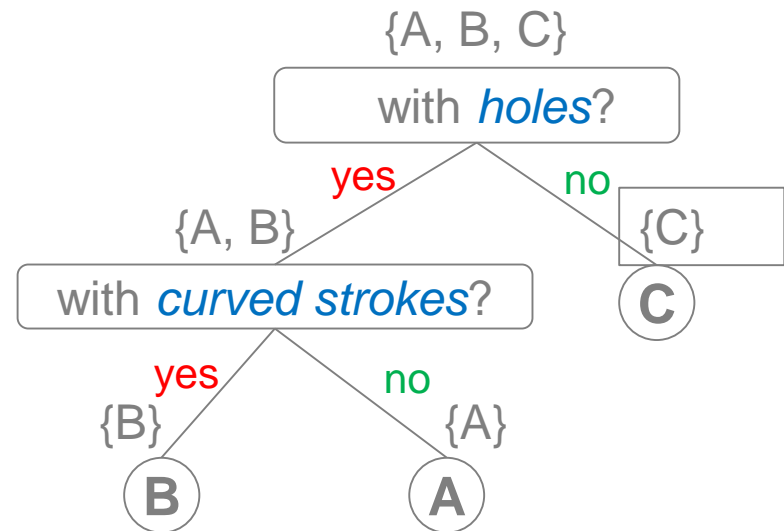 {A, B, C}
with holes?
yes
no
{A, B}
{C}
with curved strokes?
C
yes
no
{B}
{A}
B
A